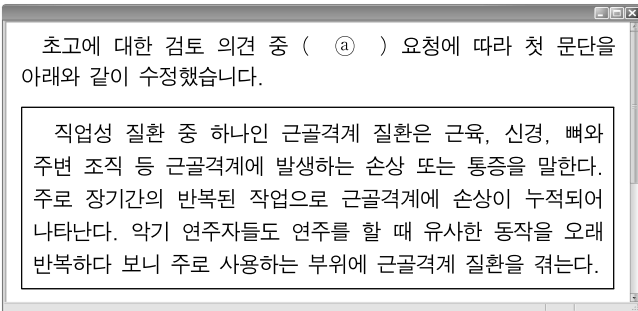 초고에 대한 검토 의견 중 ( ⓐ ) 요청에 따라 첫 문단을
아래와 같이 수정했습니다.
직업성 질환 중 하나인 근골격계 질환은 근육, 신경, 뼈와
주변 조직 등 근골격계에 발생하는 손상 또는 통증을 말한다.
주로 장기간의 반복된 작업으로 근골격계에 손상이 누적되어
나타난다. 악기 연주자들도 연주를 할 때 유사한 동작을 오래
반복하다 보니 주로 사용하는 부위에 근골격계 질환을 겪는다.